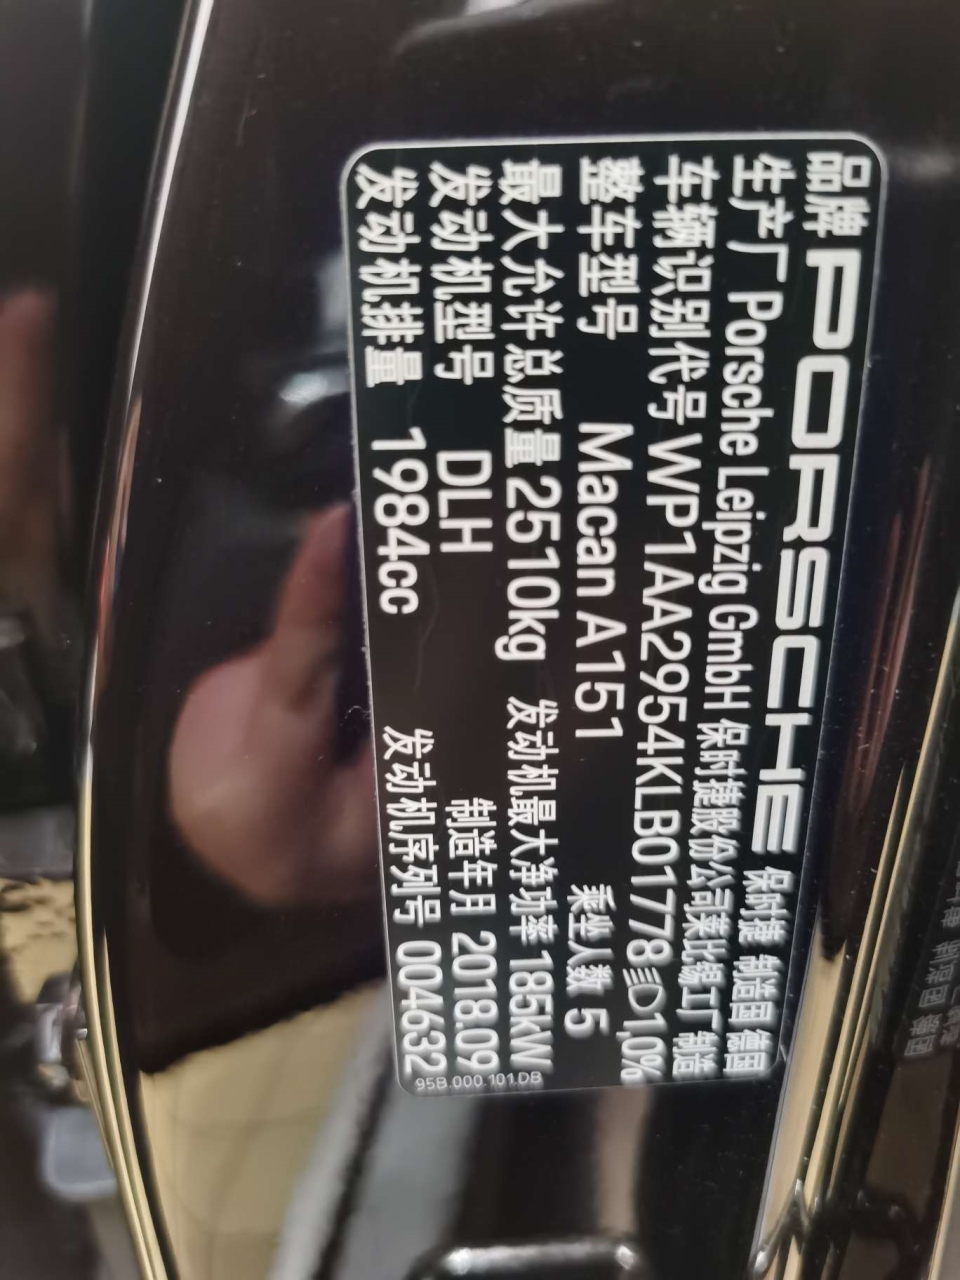 品牌 PORSCHE 保时捷 制造国 德国
生产厂 Porsche Leipzig GmbH 保时捷股份公司莱比锡工厂 制造
车辆识别代号 WP1AA2954KLB01778 1,0%
整车型号 Macan A151 乘坐人数 5
最大允许总质量 2510kg 发动机最大净功率 185kW
发动机型号 DLH 制造年月 2018.09
发动机排量 1984cc 发动机序列号 004632
95B.000.101.DB